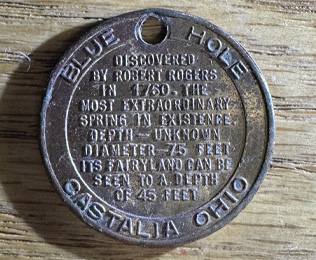 BLUE HOLE
DISCOVERED
BY ROBERT ROGERS
IN 1760. THE
MOST EXTRAORDINARY
SPRING IN EXISTENCE.
DEPTH - UNKNOWN
DIAMETER - 75 FEET
ITS FAIRYLAND CAN BE
SEEN TO A DEPTH
OF 45 FEET
CASTALIA OHIO